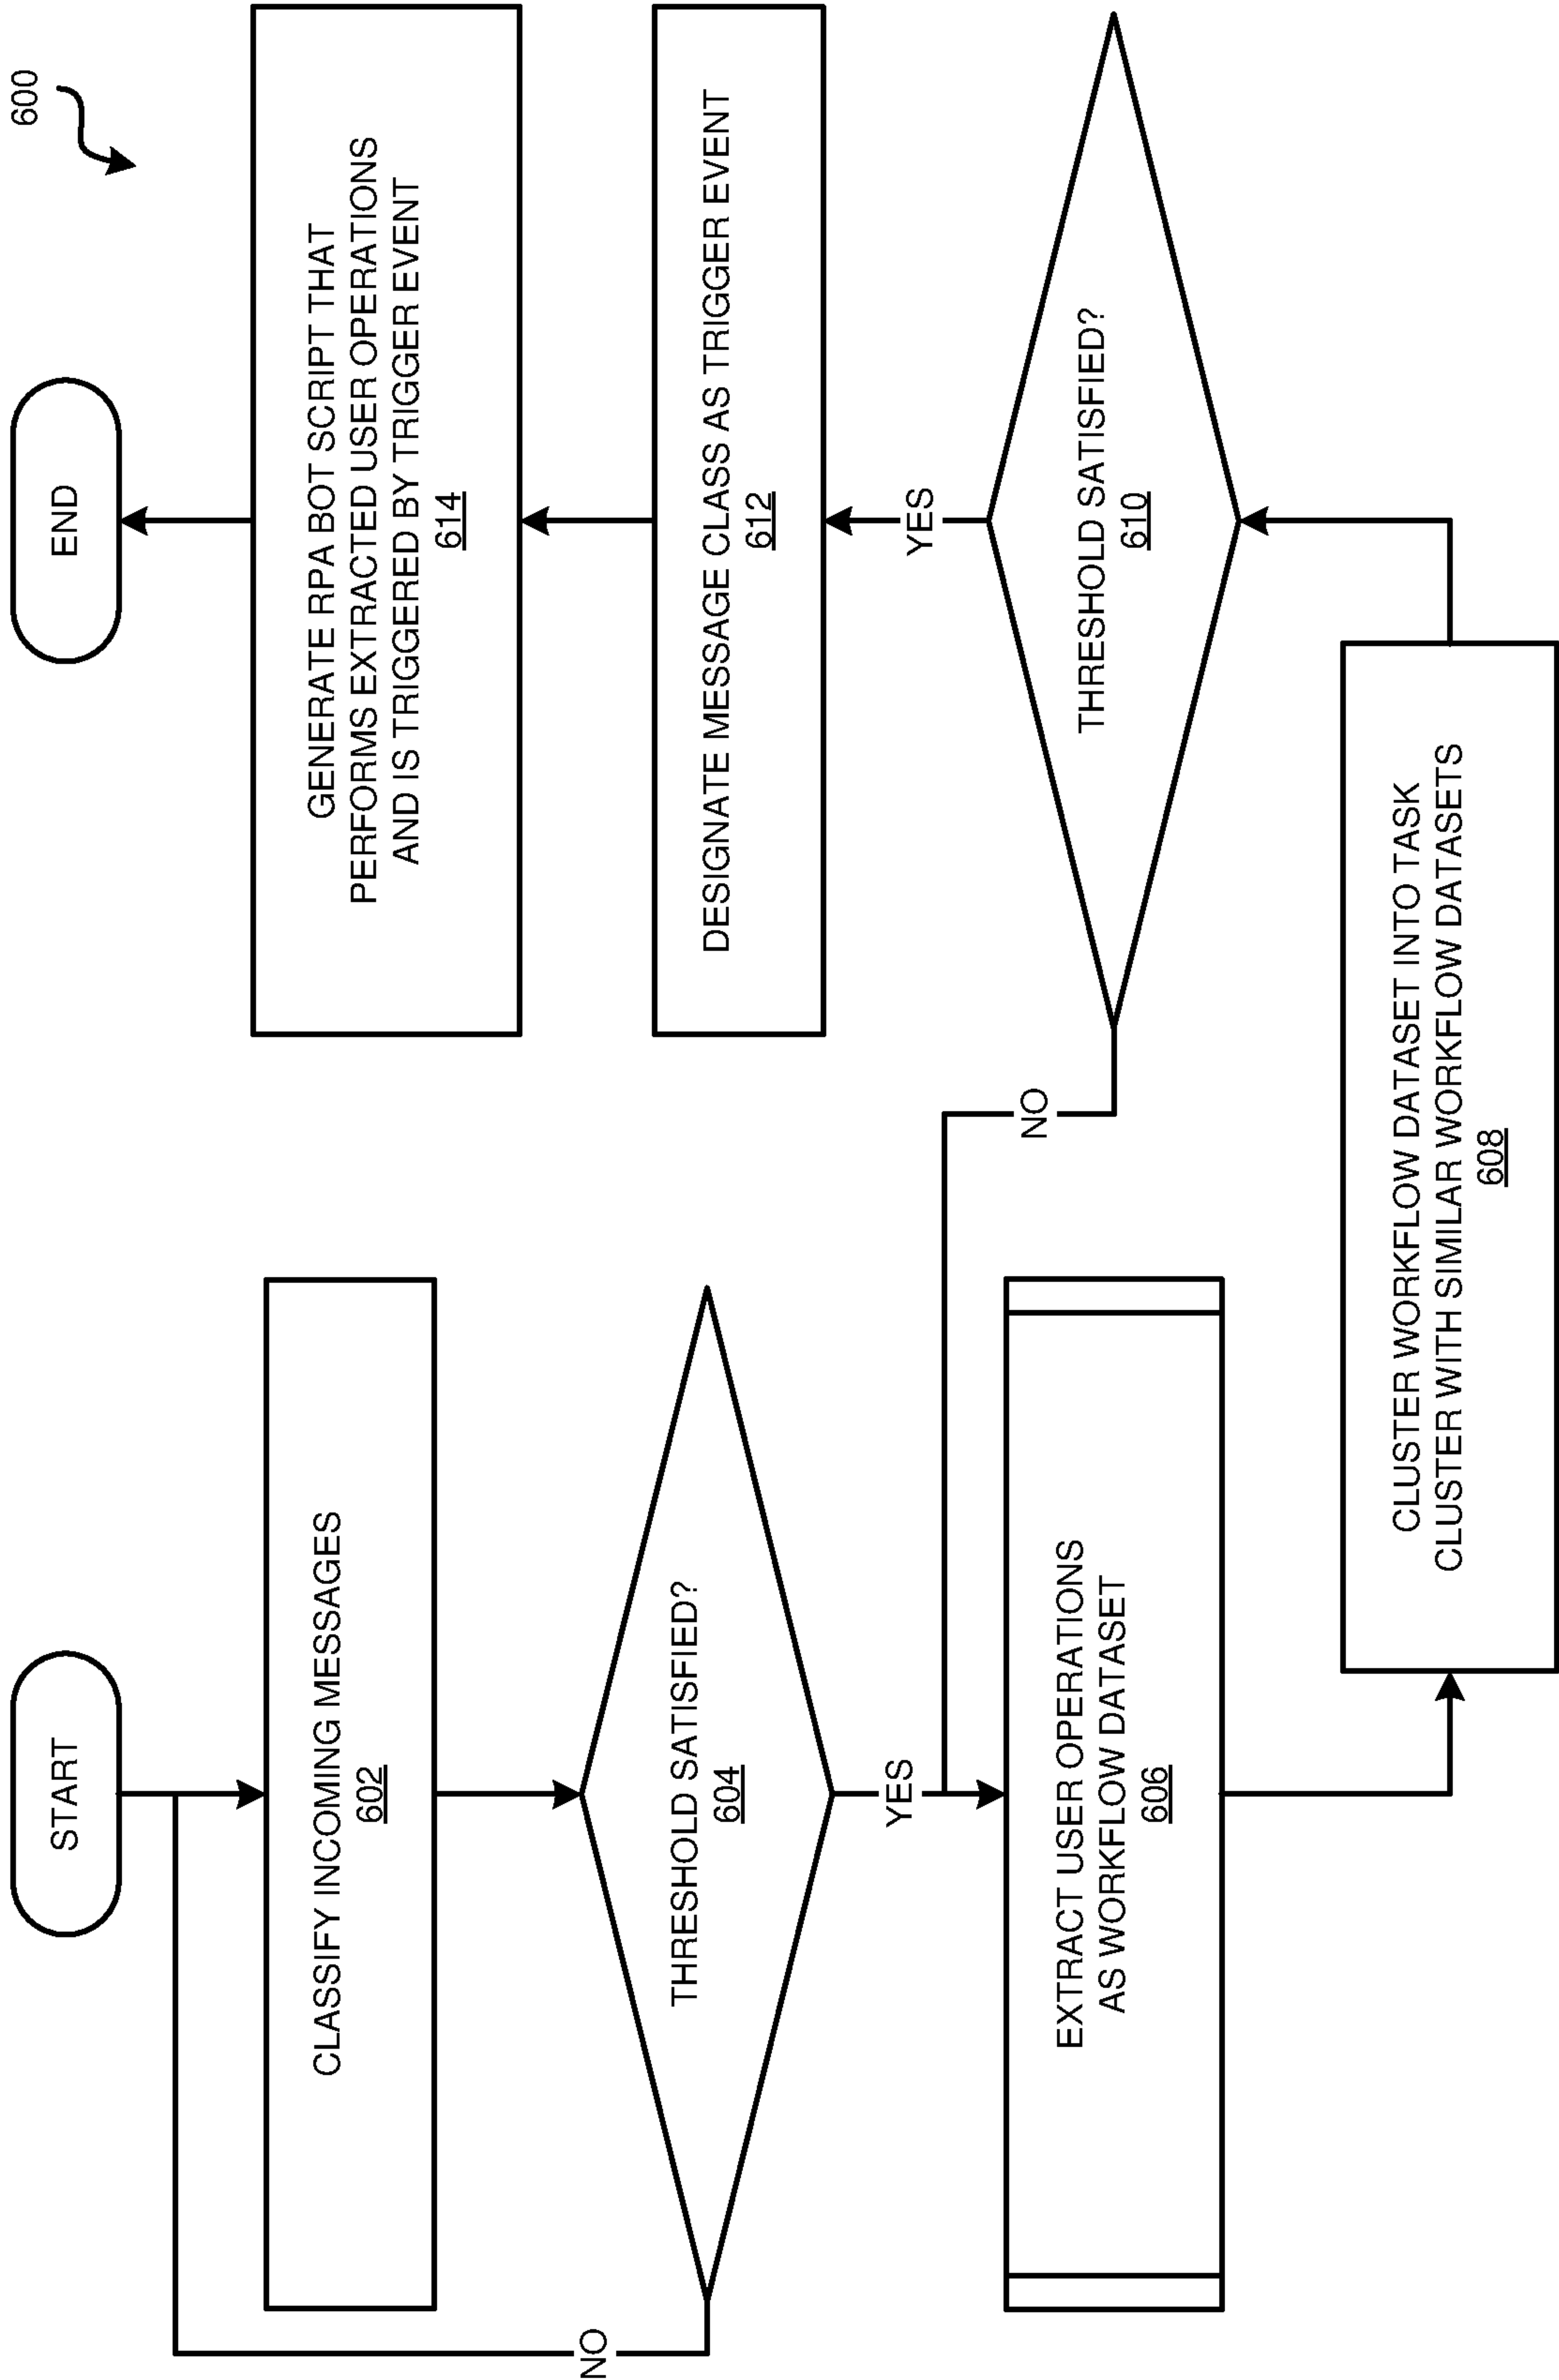 600
START
CLASSIFY INCOMING MESSAGES
602
THRESHOLD SATISFIED?
604
NO
YES
EXTRACT USER OPERATIONS
AS WORKFLOW DATASET
606
CLUSTER WORKFLOW DATASET INTO TASK
CLUSTER WITH SIMILAR WORKFLOW DATASETS
608
THRESHOLD SATISFIED?
610
NO
YES
DESIGNATE MESSAGE CLASS AS TRIGGER EVENT
612
GENERATE RPA BOT SCRIPT THAT
PERFORMS EXTRACTED USER OPERATIONS
AND IS TRIGGERED BY TRIGGER EVENT
614
END